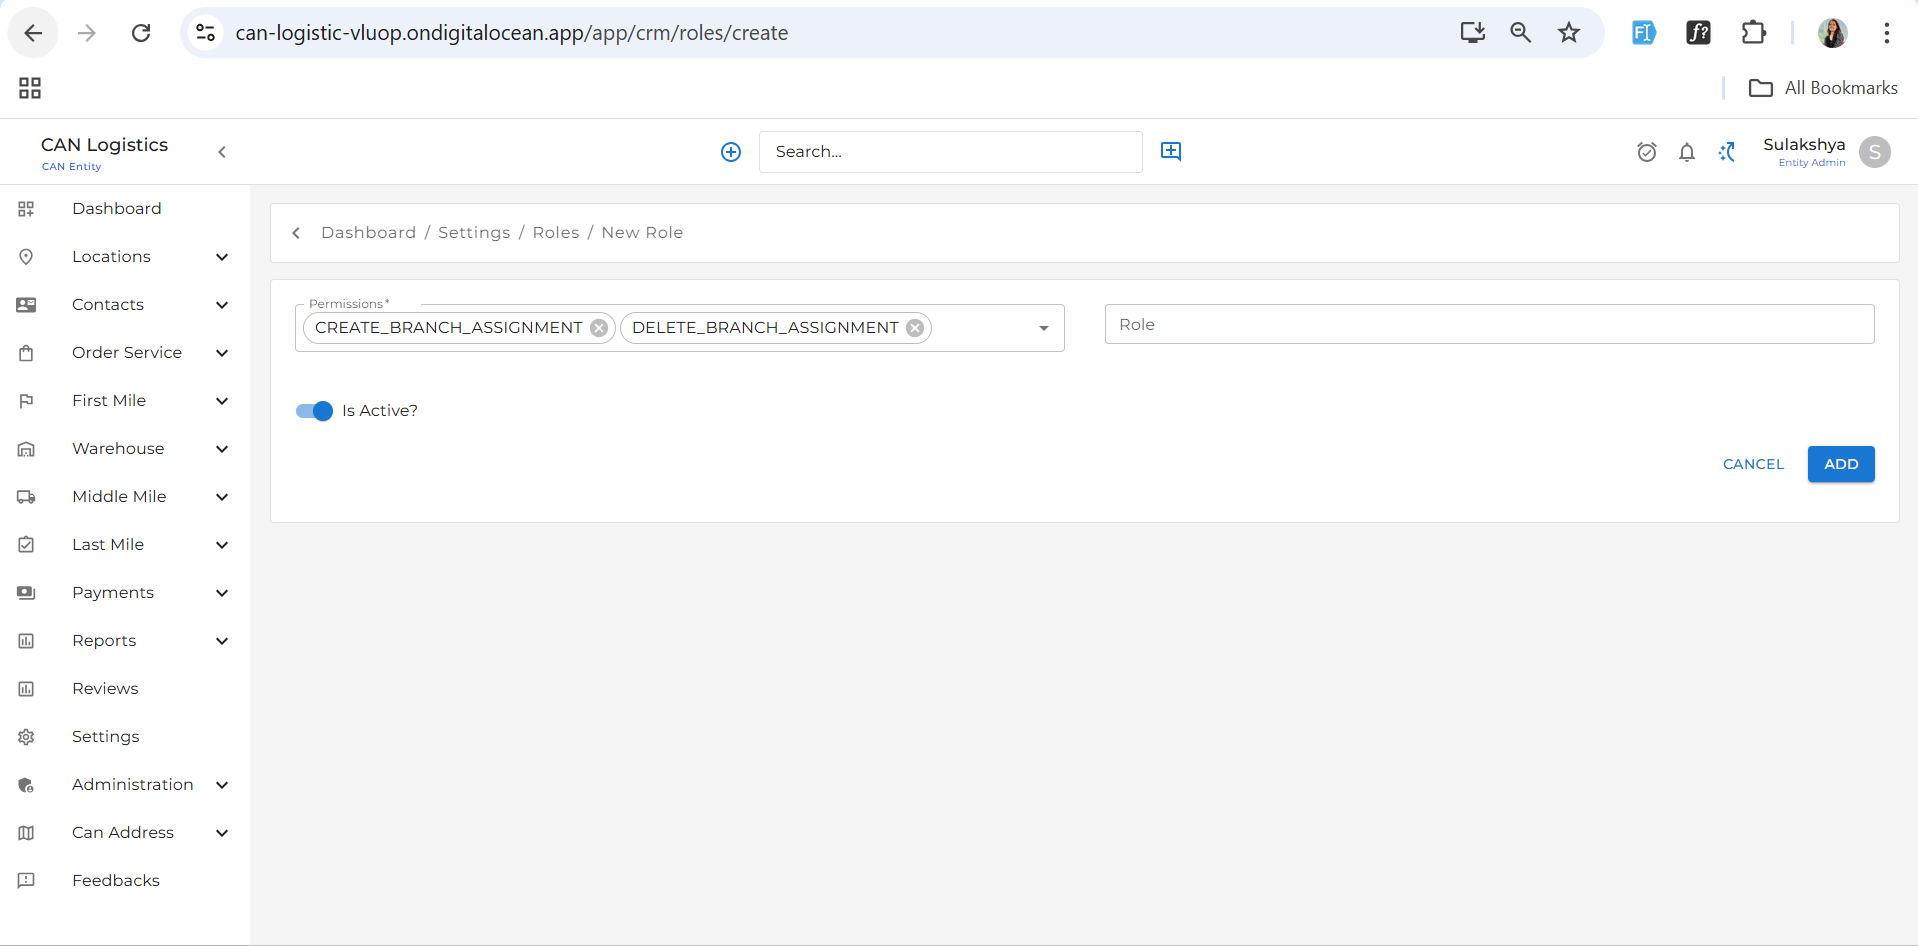 can-logistic-vluop.ondigitalocean.app/app/crm/roles/create
All Bookmarks
CAN Logistics
CAN Entity
Search...
Sulakshya
Entity Admin
S
Dashboard
Locations
Contacts
Order Service
First Mile
Warehouse
Middle Mile
Last Mile
Payments
Reports
Reviews
Settings
Administration
Can Address
Feedbacks
Dashboard / Settings / Roles / New Role
Permissions *
CREATE_BRANCH_ASSIGNMENT DELETE_BRANCH_ASSIGNMENT
Role
Is Active?
CANCEL ADD